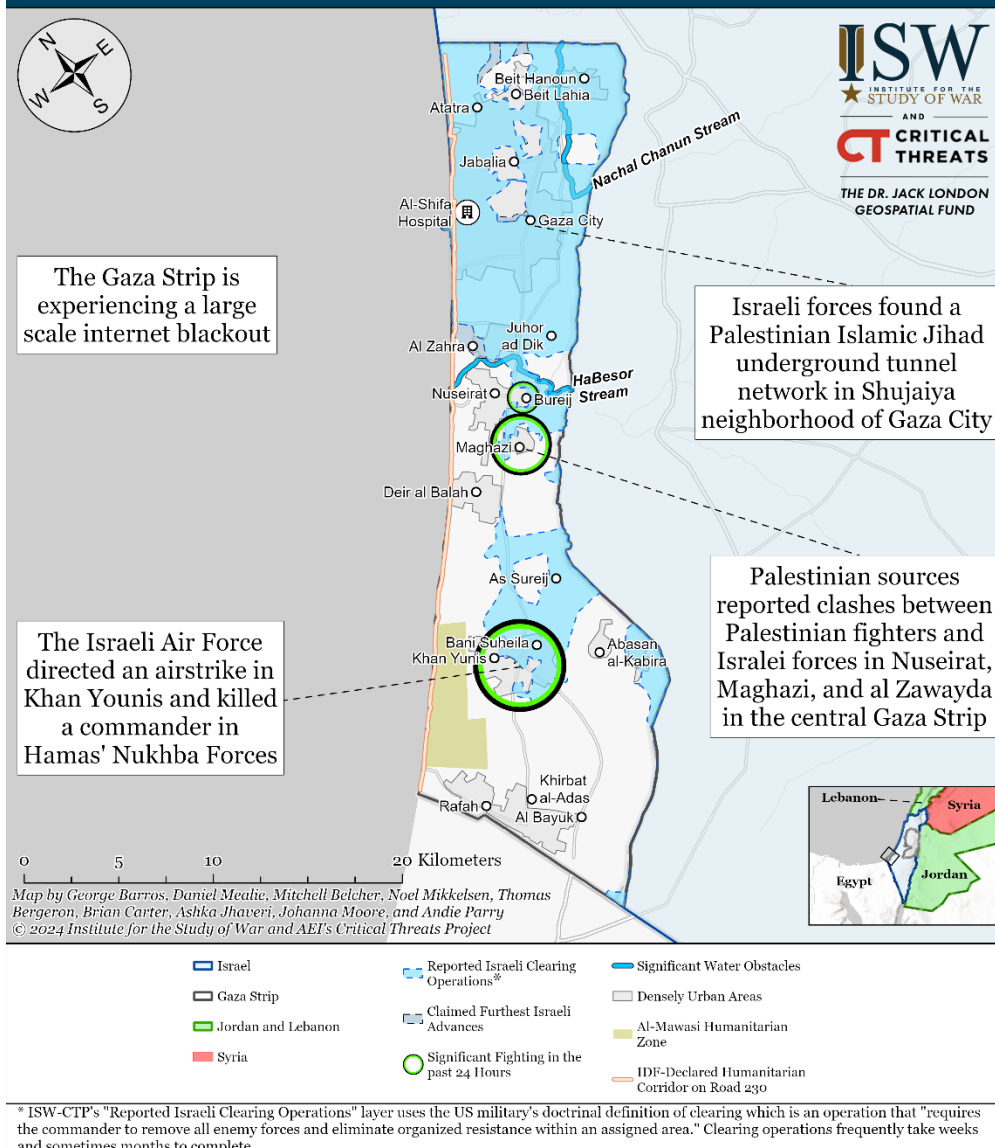 N
E
W
S
ISW
INSTITUTE FOR THE
STUDY OF WAR
AND
CT CRITICAL
THREATS
THE DR. JACK LONDON
GEOSPATIAL FUND
Beit Hanoun
Beit Lahia
Atatra
Nachal Chanun Stream
Jabalia
Al-Shifa
Hospital
Gaza City
The Gaza Strip is
experiencing a large
scale internet blackout
Israeli forces found a
Palestinian Islamic Jihad
underground tunnel
network in Shujaiya
neighborhood of Gaza City
Juhor
ad Dik
Al Zahra
HaBesor
Stream
Nuseirat
Bureij
Maghazi
Deir al Balah
As Sureij
Palestinian sources
reported clashes between
Palestinian fighters and
Isralei forces in Nuseirat,
Maghazi, and al Zawayda
in the central Gaza Strip
The Israeli Air Force
directed an airstrike in
Khan Younis and killed
a commander in
Hamas' Nukhba Forces
Bani Suheila
Khan Yunis
Abasan
al-Kabira
Khirbat
al-Adas
Rafah
Al Bayuk
Lebanon
Syria
Jordan
Egypt
0 5 10 20 Kilometers
Map by George Barros, Daniel Mealie, Mitchell Belcher, Noel Mikkelsen, Thomas
Bergeron, Brian Carter, Ashka Jhaveri, Johanna Moore, and Andie Parry
© 2024 Institute for the Study of War and AEI's Critical Threats Project
Israel
Gaza Strip
Jordan and Lebanon
Syria
Reported Israeli Clearing
Operations*
Claimed Furthest Israeli
Advances
Significant Fighting in the
past 24 Hours
Significant Water Obstacles
Densely Urban Areas
Al-Mawasi Humanitarian
Zone
IDF-Declared Humanitarian
Corridor on Road 230
* ISW-CTP's "Reported Israeli Clearing Operations" layer uses the US military's doctrinal definition of clearing which is an operation that "requires
the commander to remove all enemy forces and eliminate organized resistance within an assigned area." Clearing operations frequently take weeks
and sometimes months to complete